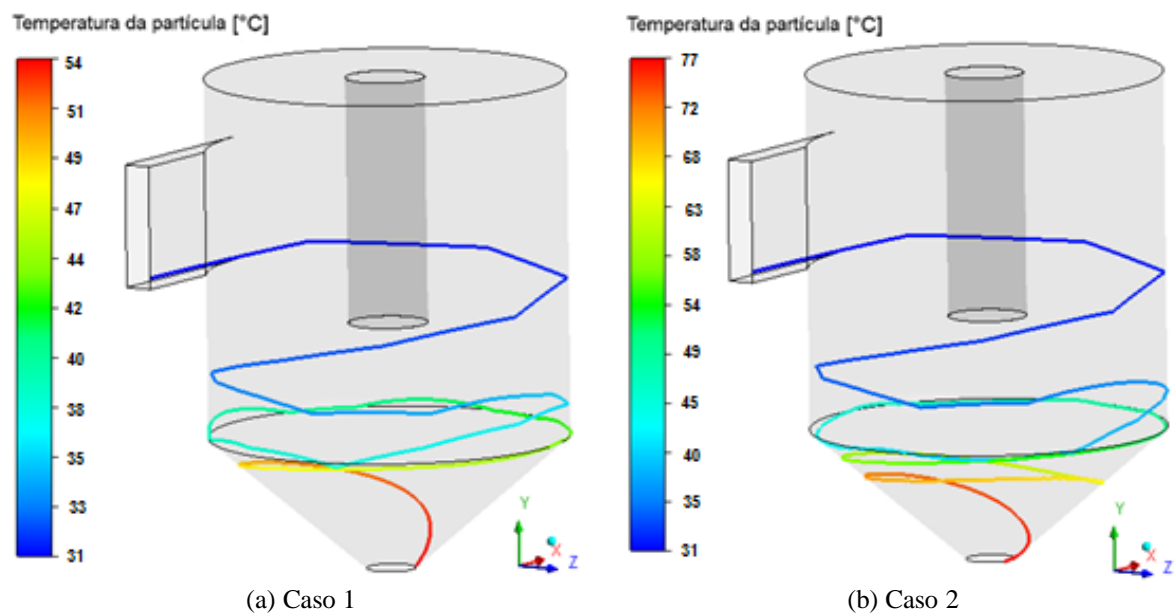 Temperatura da partícula [°C]
54
51
49
47
44
42
40
38
35
33
31
Y
X
Z
(a) Caso 1
Temperatura da partícula [°C]
77
72
68
63
58
54
49
45
40
35
31
Y
X
Z
(b) Caso 2